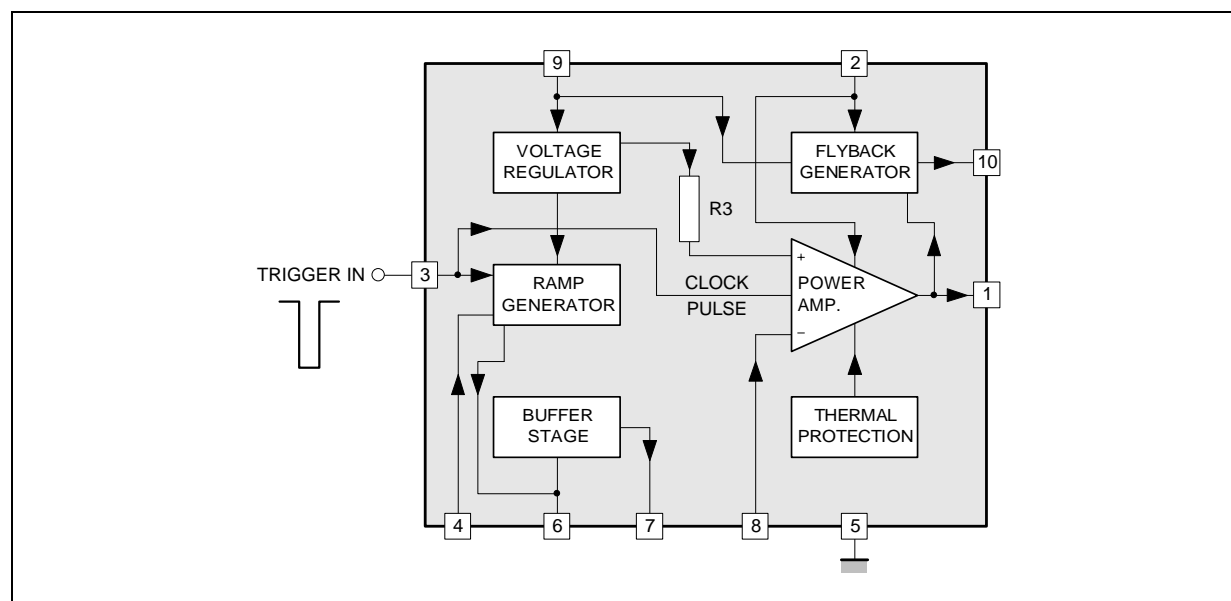 9
2
VOLTAGE
REGULATOR
FLYBACK
GENERATOR
10
R3
TRIGGER IN
3
RAMP
GENERATOR
CLOCK
PULSE
+
POWER
AMP.
−
1
BUFFER
STAGE
THERMAL
PROTECTION
4
6
7
8
5